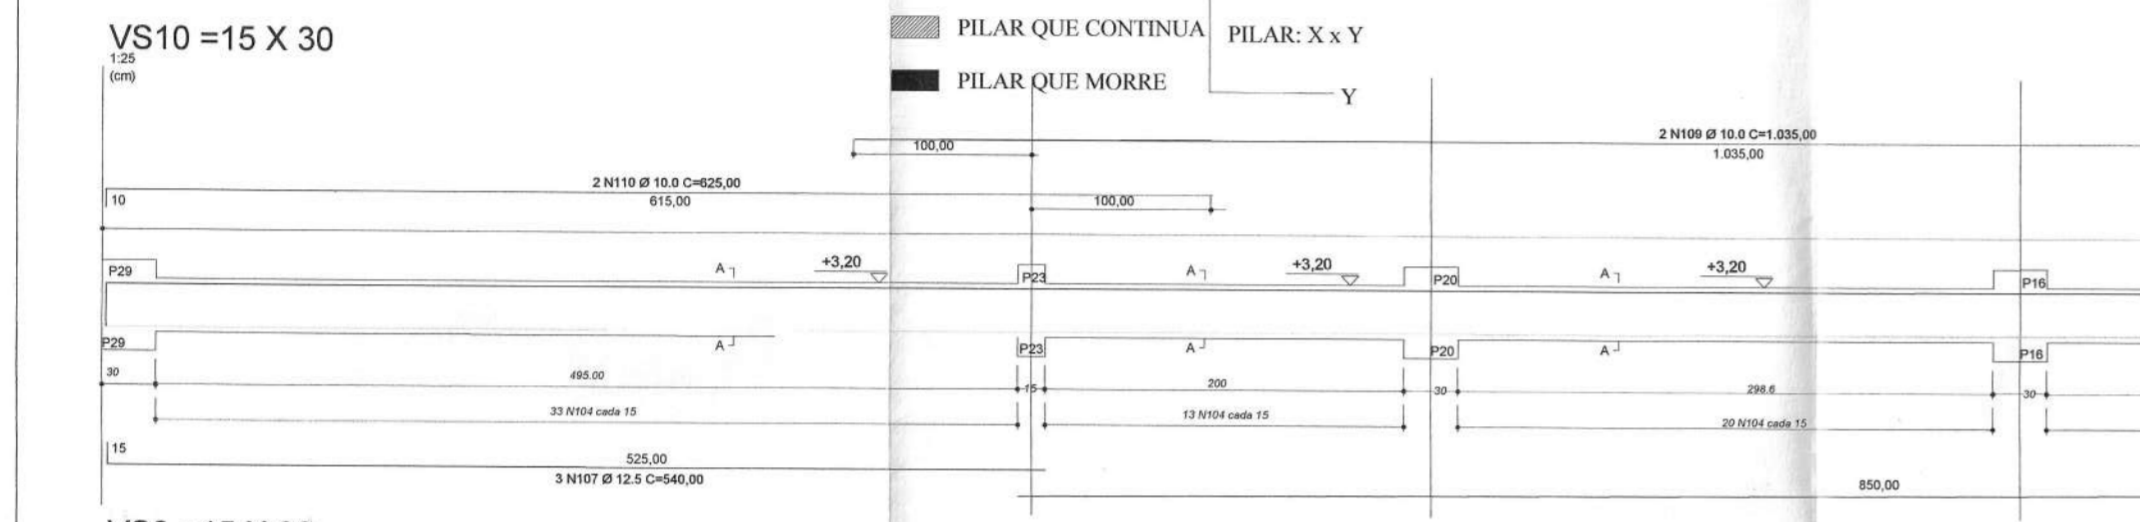 VS10 =15 X 30
1:25
(cm)
PILAR QUE CONTINUA
PILAR: X x Y
PILAR QUE MORRE
Y
2 N109 Ø 10.0 C=1.035,00
100,00
1.035,00
2 N110 Ø 10.0 C=625,00
10
615,00
100,00
P29
A
+3,20
P23
A
+3,20
P20
A
+3,20
P16
P29
A
P23
A
P20
A
P16
30
495.00
15
200
30
298.6
30
33 N104 cada 15
13 N104 cada 15
20 N104 cada 15
15
525,00
3 N107 Ø 12.5 C=540,00
850,00